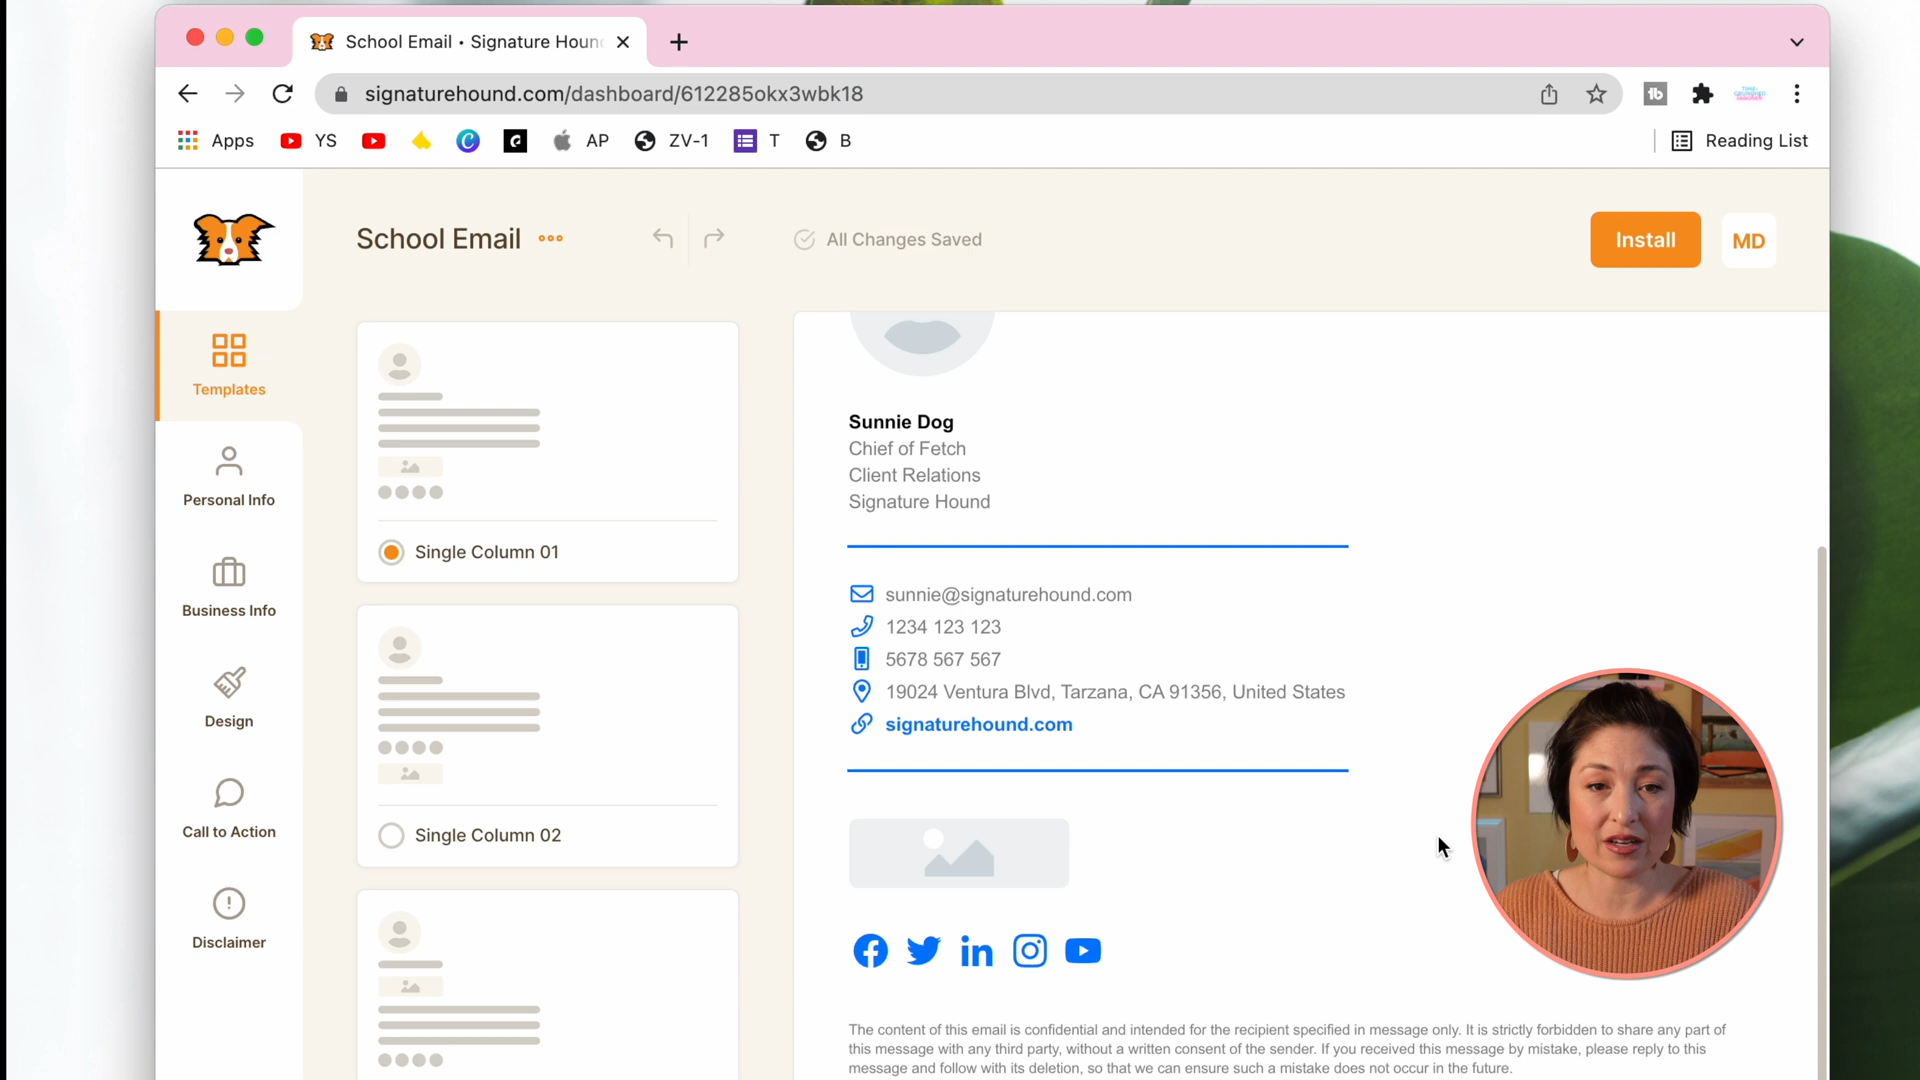 School Email • Signature Houn
signaturehound.com/dashboard/612285okx3wbk18
Apps
YS
AP
ZV-1
T
B
Reading List
School Email
All Changes Saved
Install
MD
Templates
Personal Info
Business Info
Design
Call to Action
Disclaimer
Single Column 01
Single Column 02
Sunnie Dog
Chief of Fetch
Client Relations
Signature Hound
sunnie@signaturehound.com
1234 123 123
5678 567 567
19024 Ventura Blvd, Tarzana, CA 91356, United States
signaturehound.com
The content of this email is confidential and intended for the recipient specified in message only. It is strictly forbidden to share any part of
this message with any third party, without a written consent of the sender. If you received this message by mistake, please reply to this
message and follow with its deletion, so that we can ensure such a mistake does not occur in the future.